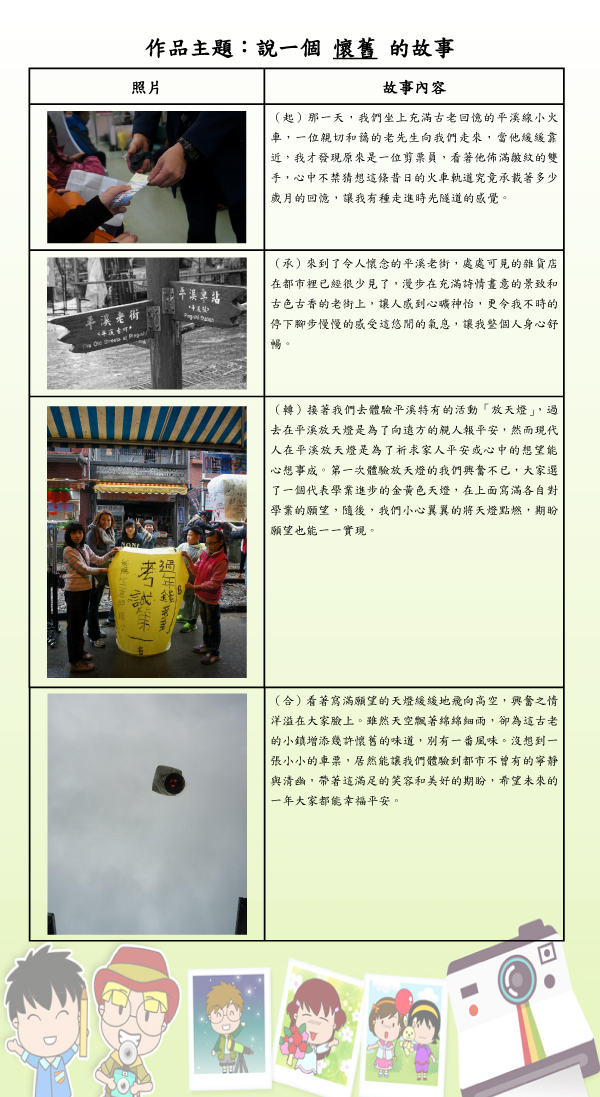 作品主題：說一個 懷舊 的故事
照片
故事內容
（起）那一天，我們坐上充滿古老回憶的平溪線小火
車，一位親切和藹的老先生向我們走來，當他緩緩靠
近，我才發現原來是一位剪票員，看著他佈滿皺紋的雙
手，心中不禁猜想這條昔日的火車軌道究竟承載著多少
歲月的回憶，讓我有種走進時光隧道的感覺。
平溪車站
Ping-shi Station
平溪老街
The Old Streets of Ping-shi
（承）來到了令人懷念的平溪老街，處處可見的雜貨店
在都市裡已經很少見了，漫步在充滿詩情畫意的景致和
古色古香的老街上，讓人感到心曠神怡，更令我不時的
停下腳步慢慢的感受這悠閒的氣息，讓我整個人身心舒
暢。
過年錢多多
考試第一
（轉）接著我們去體驗平溪特有的活動「放天燈」，過
去在平溪放天燈是為了向遠方的親人報平安，然而現代
人在平溪放天燈是為了祈求家人平安或心中的想望能
心想事成。第一次體驗放天燈的我們興奮不已，大家選
了一個代表學業進步的金黃色天燈，在上面寫滿各自對
學業的願望，隨後，我們小心翼翼的將天燈點燃，期盼
願望也能一一實現。
（合）看著寫滿願望的天燈緩緩地飛向高空，興奮之情
洋溢在大家臉上。雖然天空飄著綿綿細雨，卻為這古老
的小鎮增添幾許懷舊的味道，別有一番風味。沒想到一
張小小的車票，居然能讓我們體驗到都市不曾有的寧靜
與清幽，帶著這滿足的笑容和美好的期盼，希望未來的
一年大家都能幸福平安。